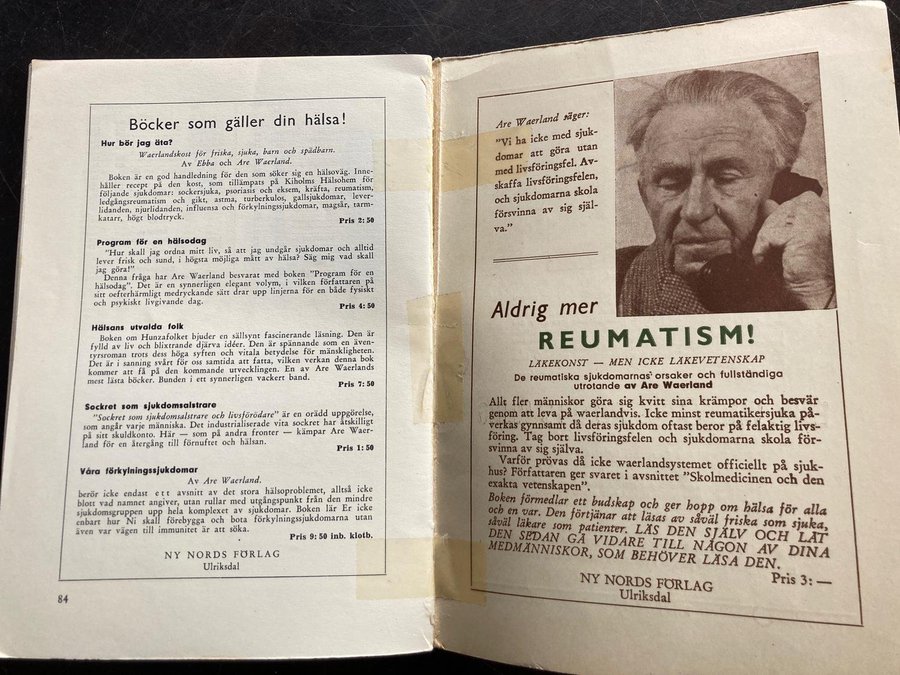 Böcker som gäller din hälsa!
Hur bör jag äta?
Waerlandskost för friska, sjuka, barn och spädbarn.
Av Ebba och Are Waerland.
Boken är en god handledning för den som söker sig en hälsoväg. Inne-
håller recept på den kost, som tillämpats på Kiholms Hälsohem för
följande sjukdomar: sockersjuka, psoriasis och eksem, kräfta, reumatism,
ledgångsreumatism och gikt, astma, turberkulos, gallsjukdomar, lever-
lidanden, njurlidanden, influensa och förkylningssjukdomar, magsår, tarm-
katarr, högt blodtryck.
Pris 2:50
Program för en hälsodag
"Hur skall jag ordna mitt liv, så att jag undgår sjukdomar och alltid
lever frisk och sund, i högsta möjliga mått av hälsa? Säg mig vad skall
jag göra!"
Denna fråga har Are Waerland besvarat med boken "Program för en
hälsodag". Det är en synnerligen elegant volym, i vilken författaren på
sitt oefterhärmligt medryckande sätt drar upp linjerna för en både fysiskt
och psykiskt livgivande dag.
Pris 4:50
Hälsans utvalda folk
Boken om Hunzafolket bjuder en sällsynt fascinerande läsning. Den är
fylld av liv och blixtrande djärva idéer. Den är spännande som en även-
tyrsroman trots dess höga syften och vitala betydelse för mänskligheten.
Det är i sanning svårt för oss samtida att fatta, vilken verkan denna bok
kommer att få på den kommande utvecklingen. En av Are Waerlands
mest lästa böcker. Bunden i ett synnerligen vackert band.
Pris 7:50
Sockret som sjukdomsalstrare
"Sockret som sjukdomsalstrare och livsförödare" är en orädd uppgörelse,
som angår varje människa. Det industrialiserade vita sockret har åtskilligt
på sitt skuldkonto. Här — som på andra fronter — kämpar Are Waer-
land för en återgång till förnuftet och hälsan.
Pris 1:50
Våra förkylningssjukdomar
Av Are Waerland.
berör icke endast ett avsnitt av det stora hälsoproblemet, alltså icke
blott vad namnet angiver, utan rullar med utgångspunkt från den mindre
sjukdomsgruppen upp hela komplexet av sjukdomar. Boken lär Er icke
enbart hur Ni skall förebygga och bota förkylningssjukdomarna utan
även var vägen till immunitet är att söka.
Pris 9:50 inb. klotb.
NY NORDS FÖRLAG
Ulriksdal
84
Are Waerland säger:
"Vi ha icke med sjuk-
domar att göra utan
med livsföringsfel. Av-
skaffa livsföringsfelen,
och sjukdomarna skola
försvinna av sig själ-
va."
Aldrig mer
REUMATISM!
LÄKEKONST — MEN ICKE LÄKEVETENSKAP
De reumatiska sjukdomarnas orsaker och fullständiga
utrotande av Are Waerland
Allt fler människor göra sig kvitt sina krämpor och besvär
genom att leva på waerlandvis. Icke minst reumatikersjuka på-
verkas gynnsamt då deras sjukdom oftast beror på felaktig livs-
föring. Tag bort livsföringsfelen och sjukdomarna skola för-
svinna av sig själva.
Varför prövas då icke waerlandsystemet officiellt på sjuk-
hus? Författaren ger svaret i avsnittet "Skolmedicinen och den
exakta vetenskapen".
Boken förmedlar ett budskap och ger hopp om hälsa för alla
och en var. Den förtjänar att läsas av såväl friska som sjuka,
såväl läkare som patienter. LÄS DEN SJÄLV OCH LÅT
DEN SEDAN GÅ VIDARE TILL NÅGON AV DINA
MEDMÄNNISKOR, SOM BEHÖVER LÄSA DEN.
Pris 3: —
NY NORDS FÖRLAG
Ulriksdal